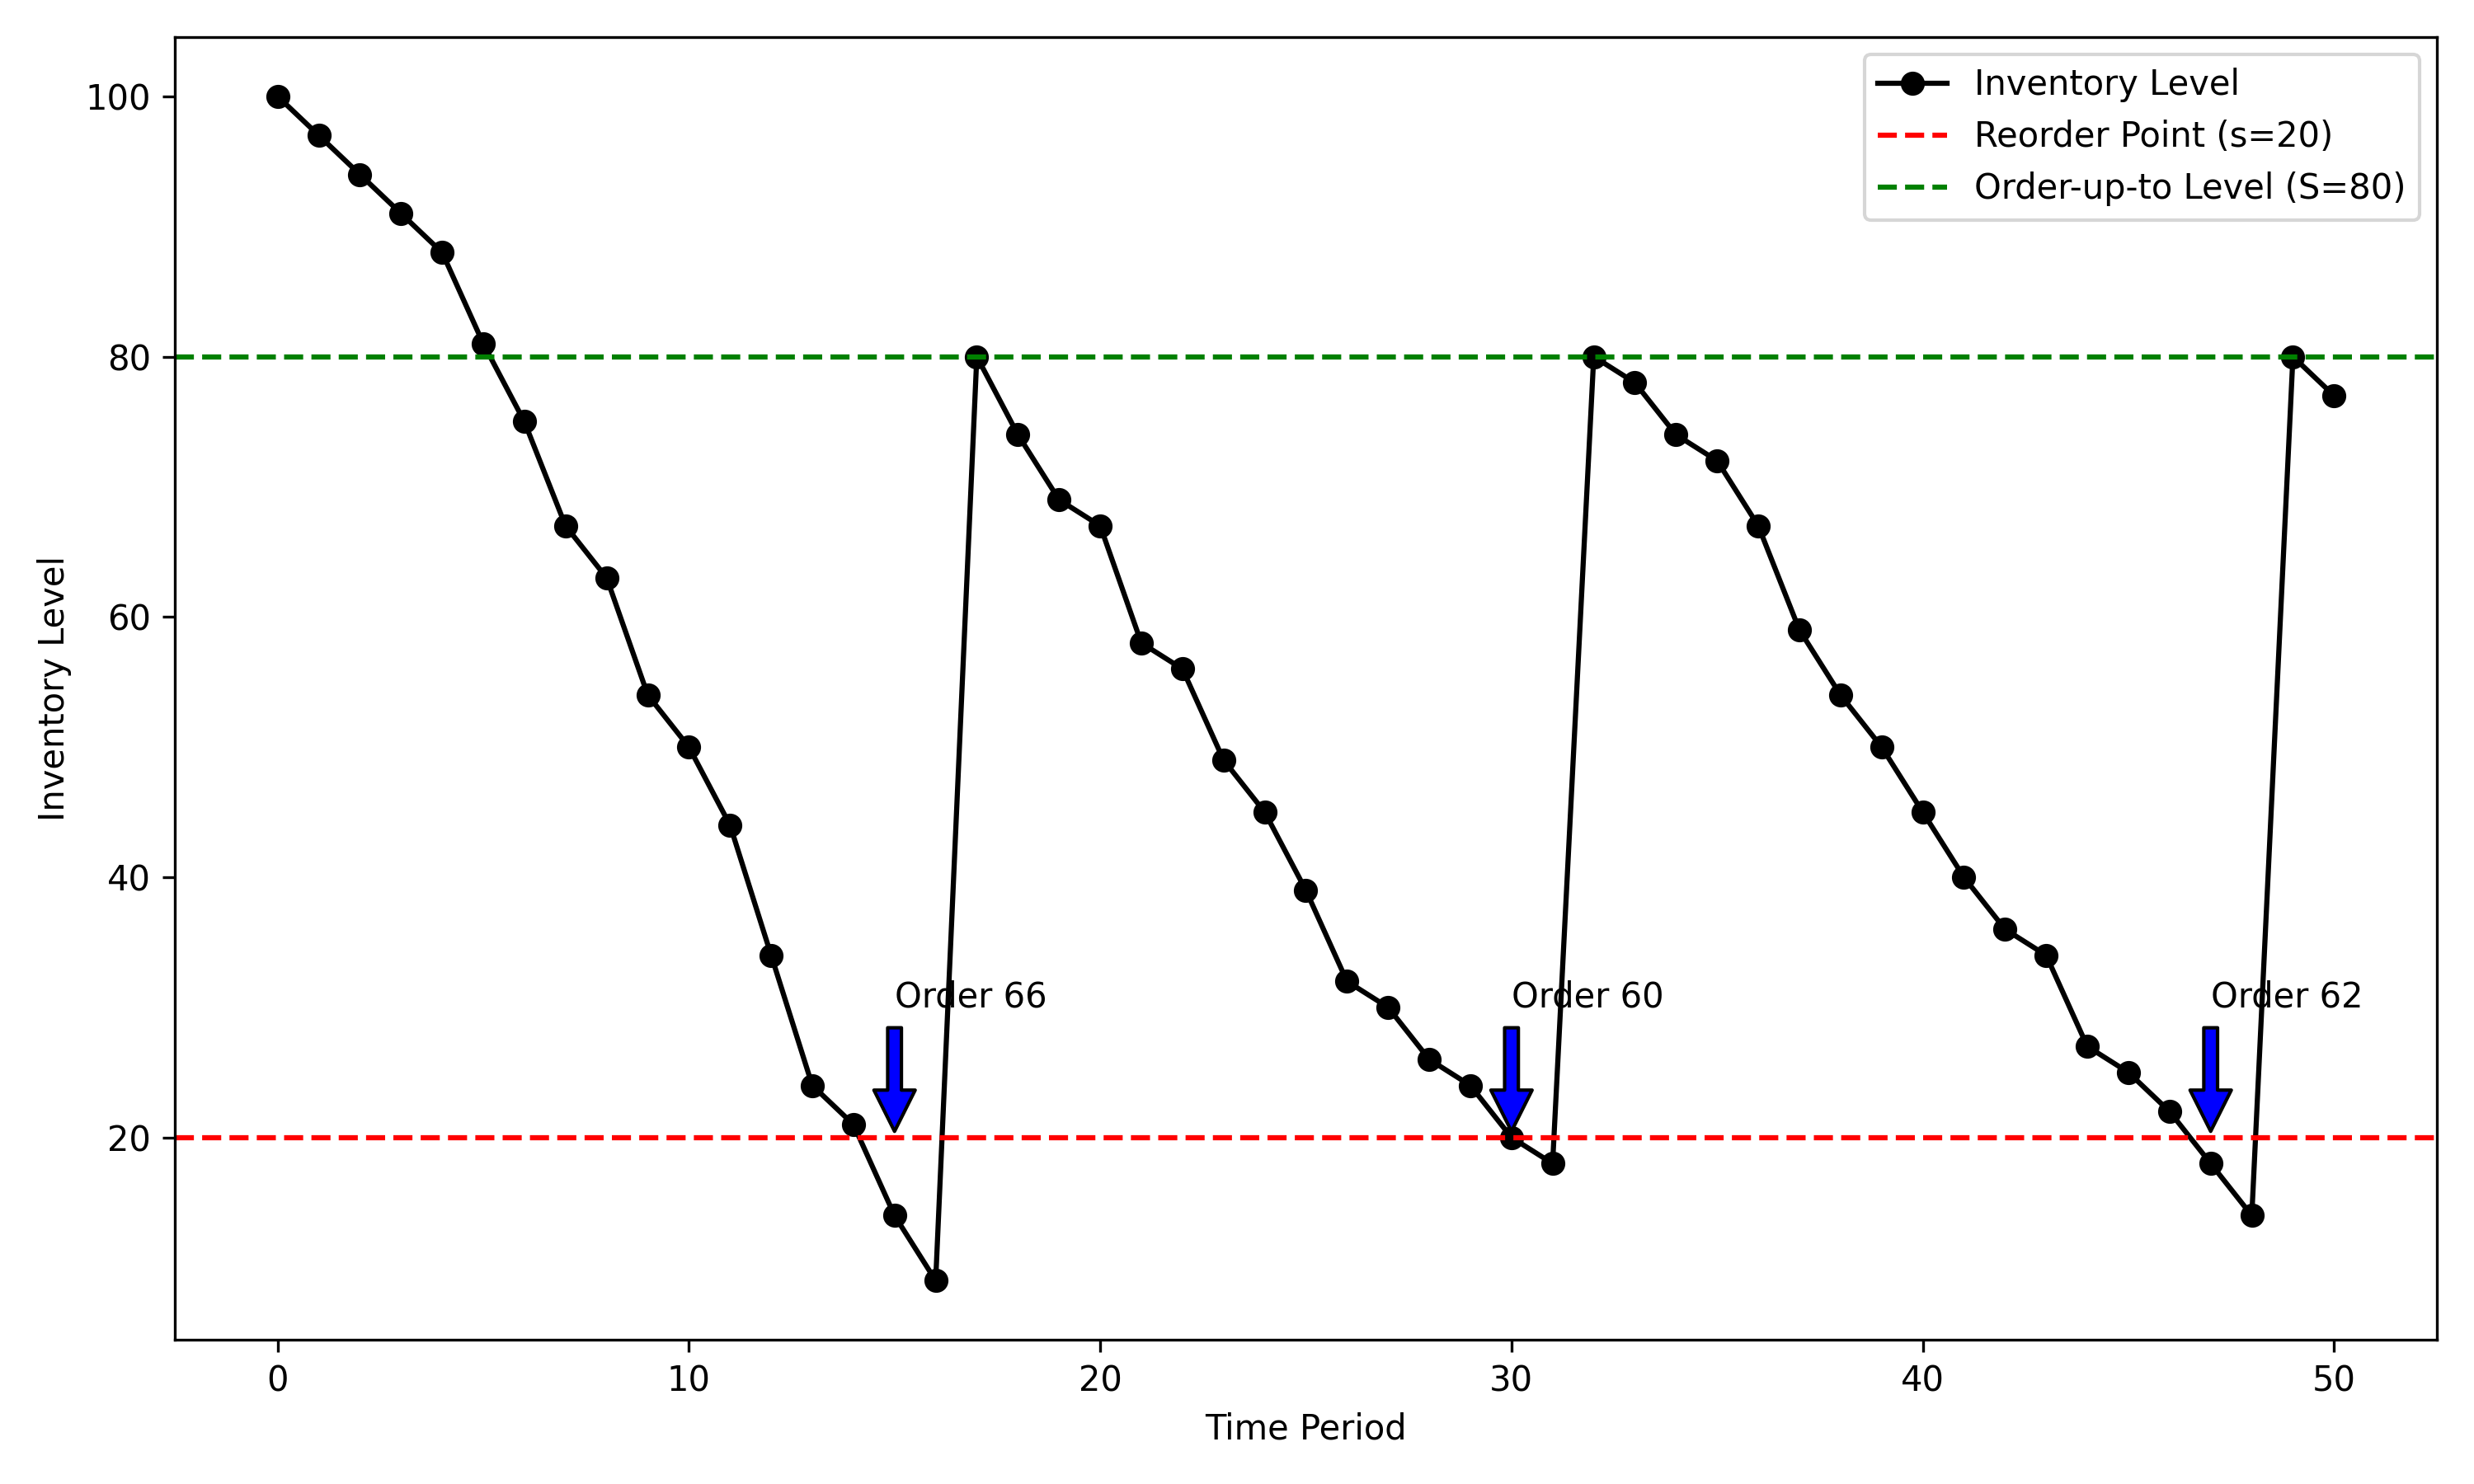 Inventory Level
Reorder Point (s=20)
Order-up-to Level (S=80)
100
80
60
40
20
Inventory Level
Order 66
Order 60
Order 62
0
10
20
30
40
50
Time Period